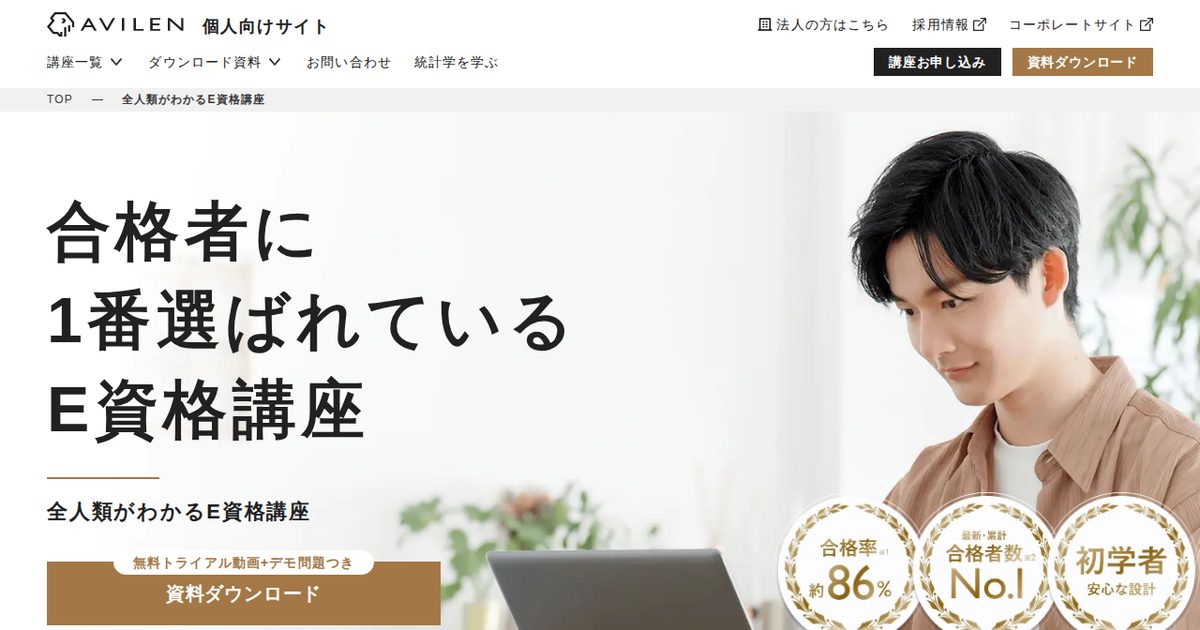 AVILEN 個人向けサイト
法人の方はこちら
採用情報
コーポレートサイト
講座一覧
ダウンロード資料
お問い合わせ
統計学を学ぶ
講座お申し込み
資料ダウンロード
TOP — 全人類がわかるE資格講座
合格者に
1番選ばれている
E資格講座
全人類がわかるE資格講座
無料トライアル動画+デモ問題つき
資料ダウンロード
合格率※1
約86%
最新・累計
合格者数※2
No.1
初学者
安心な設計